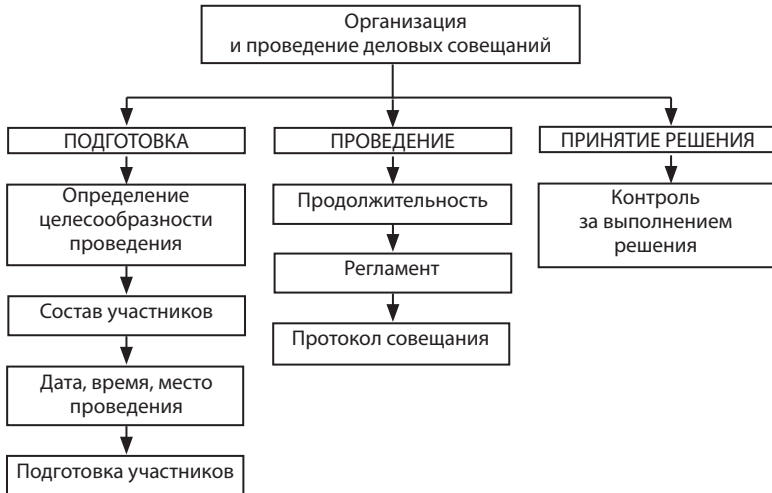 Организация
и проведение деловых совещаний
ПОДГОТОВКА
Определение
целесообразности
проведения
Состав участников
Дата, время, место
проведения
Подготовка участников
ПРОВЕДЕНИЕ
Продолжительность
Регламент
Протокол совещания
ПРИНЯТИЕ РЕШЕНИЯ
Контроль
за выполнением
решения